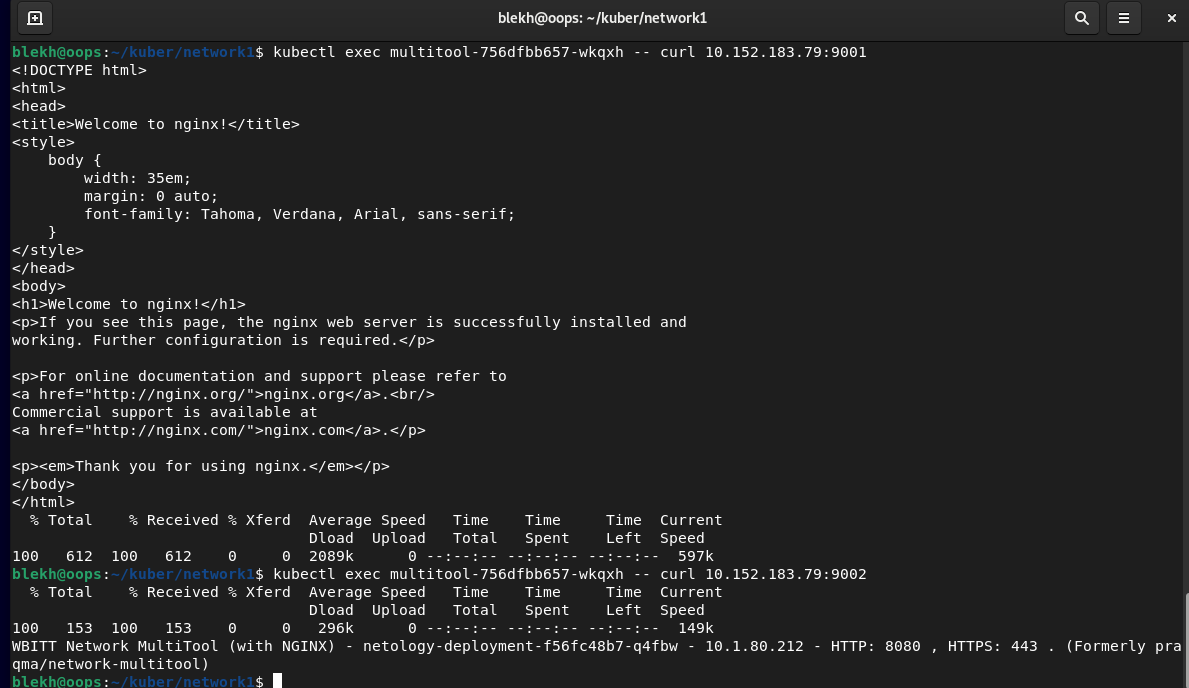 blekh@oops: ~/kuber/network1
blekh@oops:~/kuber/network1$ kubectl exec multitool-756dfbb657-wkqxh -- curl 10.152.183.79:9001
<!DOCTYPE html>
<html>
<head>
<title>Welcome to nginx!</title>
<style>
    body {
        width: 35em;
        margin: 0 auto;
        font-family: Tahoma, Verdana, Arial, sans-serif;
    }
</style>
</head>
<body>
<h1>Welcome to nginx!</h1>
<p>If you see this page, the nginx web server is successfully installed and
working. Further configuration is required.</p>

<p>For online documentation and support please refer to
<a href="http://nginx.org/">nginx.org</a>.<br/>
Commercial support is available at
<a href="http://nginx.com/">nginx.com</a>.</p>

<p><em>Thank you for using nginx.</em></p>
</body>
</html>
  % Total    % Received % Xferd  Average Speed   Time    Time     Time  Current
                                 Dload  Upload   Total   Spent    Left  Speed
100   612  100   612    0     0  2089k      0 --:--:-- --:--:-- --:--:--  597k
blekh@oops:~/kuber/network1$ kubectl exec multitool-756dfbb657-wkqxh -- curl 10.152.183.79:9002
  % Total    % Received % Xferd  Average Speed   Time    Time     Time  Current
                                 Dload  Upload   Total   Spent    Left  Speed
100   153  100   153    0     0   296k      0 --:--:-- --:--:-- --:--:--  149k
WBITT Network MultiTool (with NGINX) - netology-deployment-f56fc48b7-q4fbw - 10.1.80.212 - HTTP: 8080 , HTTPS: 443 . (Formerly pra
qma/network-multitool)
blekh@oops:~/kuber/network1$